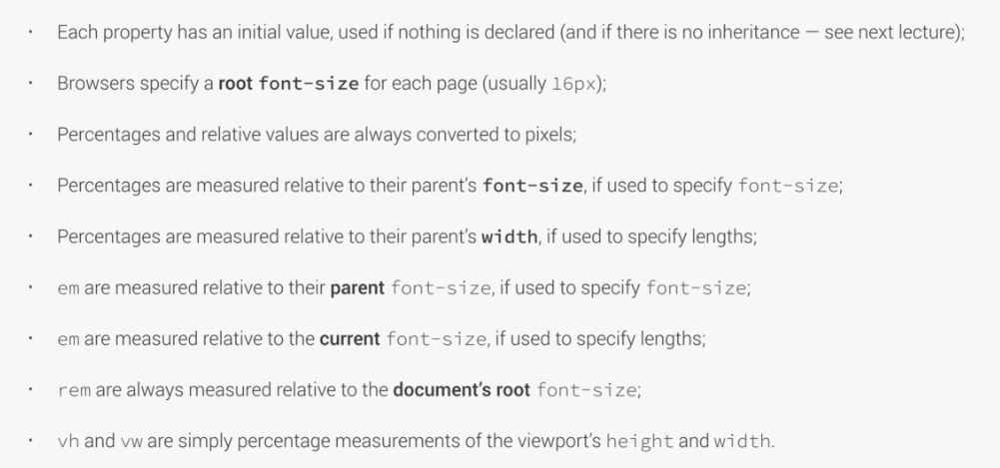 · Each property has an initial value, used if nothing is declared (and if there is no inheritance — see next lecture);
· Browsers specify a root font-size for each page (usually 16px);
· Percentages and relative values are always converted to pixels;
· Percentages are measured relative to their parent's font-size, if used to specify font-size;
· Percentages are measured relative to their parent's width, if used to specify lengths;
· em are measured relative to their parent font-size, if used to specify font-size;
· em are measured relative to the current font-size, if used to specify lengths;
· rem are always measured relative to the document's root font-size;
· vh and vw are simply percentage measurements of the viewport's height and width.